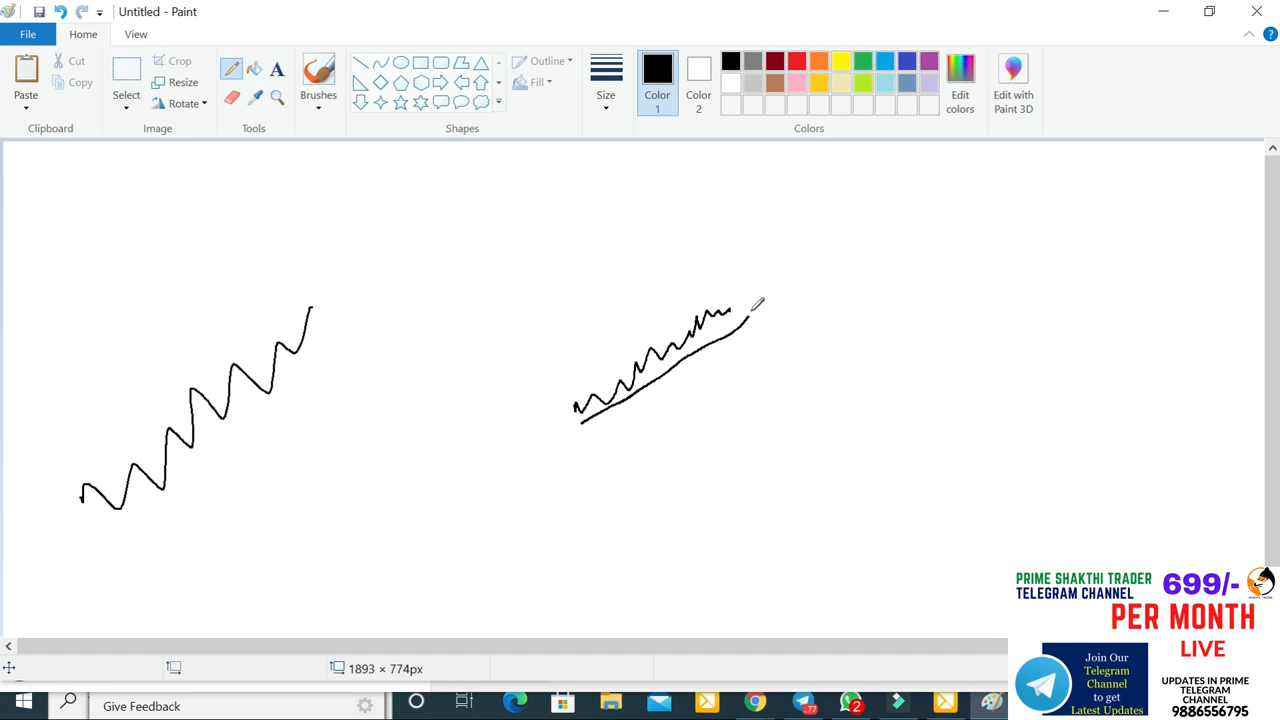 Untitled - Paint
File
Home
View
Paste
Cut
Copy
Clipboard
Select
Crop
Resize
Rotate
Image
A
Tools
Brushes
Outline
Fill
Shapes
Size
Color
1
Color
2
Edit
colors
Colors
Edit with
Paint 3D
?
1893 × 774px
PRIME SHAKTHI TRADER
TELEGRAM CHANNEL
699/-
PER MONTH
LIVE
Join Our
Telegram
Channel
to get
Latest Updates
UPDATES IN PRIME
TELEGRAM
CHANNEL
9886556795
Give Feedback
77
2